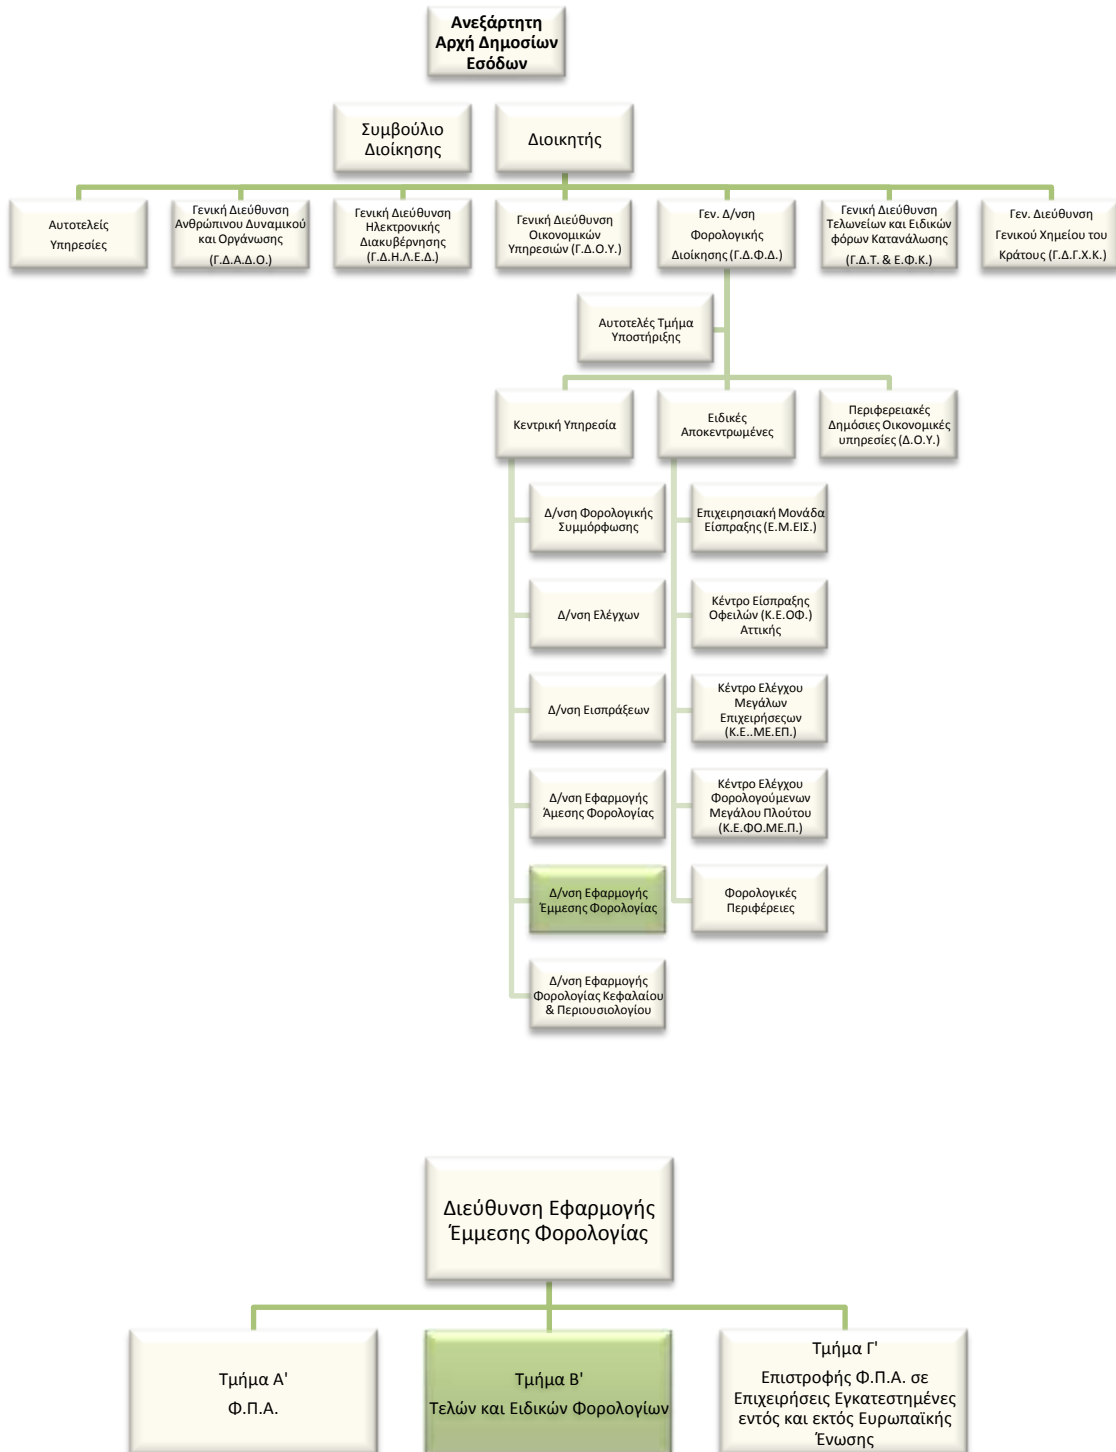 Ανεξάρτητη
Αρχή Δημοσίων
Εσόδων
Συμβούλιο
Διοίκησης
Διοικητής
Αυτοτελείς
Υπηρεσίες
Γενική Διεύθυνση
Ανθρώπινου Δυναμικού
και Οργάνωσης
(Γ.Δ.Α.Δ.Ο.)
Γενική Διεύθυνση
Ηλεκτρονικής
Διακυβέρνησης
(Γ.Δ.Η.Λ.Ε.Δ.)
Γενική Διεύθυνση
Οικονομικών
Υπηρεσιών (Γ.Δ.Ο.Υ.)
Γεν. Δ/νση
Φορολογικής
Διοίκησης (Γ.Δ.Φ.Δ.)
Γενική Διεύθυνση
Τελωνείων και Ειδικών
φόρων Κατανάλωσης
(Γ.Δ.Τ. & Ε.Φ.Κ.)
Γεν. Διεύθυνση
Γενικού Χημείου του
Κράτους (Γ.Δ.Γ.Χ.Κ.)
Αυτοτελές Τμήμα
Υποστήριξης
Κεντρική Υπηρεσία
Ειδικές
Αποκεντρωμένες
Περιφερειακές
Δημόσιες Οικονομικές
υπηρεσίες (Δ.Ο.Υ.)
Δ/νση Φορολογικής
Συμμόρφωσης
Δ/νση Ελέγχων
Δ/νση Εισπράξεων
Δ/νση Εφαρμογής
Άμεσης Φορολογίας
Δ/νση Εφαρμογής
Έμμεσης Φορολογίας
Δ/νση Εφαρμογής
Φορολογίας Κεφαλαίου
& Περιουσιολογίου
Επιχειρησιακή Μονάδα
Είσπραξης (Ε.Μ.ΕΙΣ.)
Κέντρο Είσπραξης
Οφειλών (Κ.Ε.ΟΦ.)
Αττικής
Κέντρο Ελέγχου
Μεγάλων
Επιχειρήσεςων
(Κ.Ε..ΜΕ.ΕΠ.)
Κέντρο Ελέγχου
Φορολογούμενων
Μεγάλου Πλούτου
(Κ.Ε.ΦΟ.ΜΕ.Π.)
Φορολογικές
Περιφέρειες
Διεύθυνση Εφαρμογής
Έμμεσης Φορολογίας
Τμήμα Α'
Φ.Π.Α.
Τμήμα Β'
Τελών και Ειδικών Φορολογίων
Τμήμα Γ'
Επιστροφής Φ.Π.Α. σε
Επιχειρήσεις Εγκατεστημένες
εντός και εκτός Ευρωπαϊκής
Ένωσης